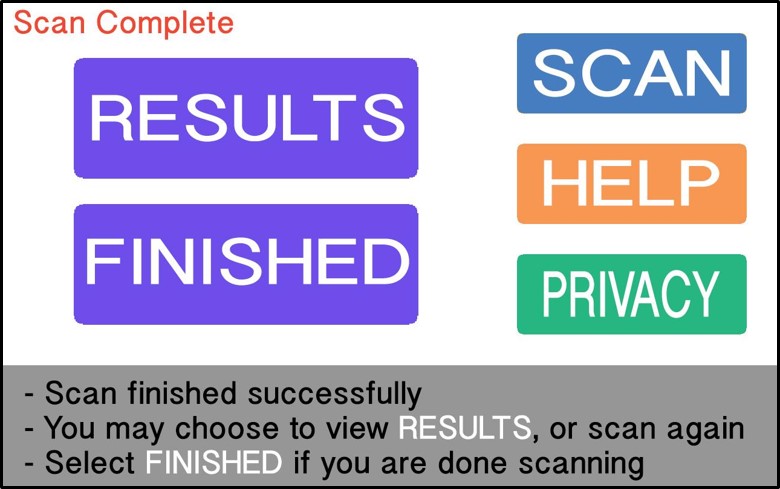 Scan Complete
RESULTS
FINISHED
SCAN
HELP
PRIVACY
- Scan finished successfully
- You may choose to view RESULTS, or scan again
- Select FINISHED if you are done scanning